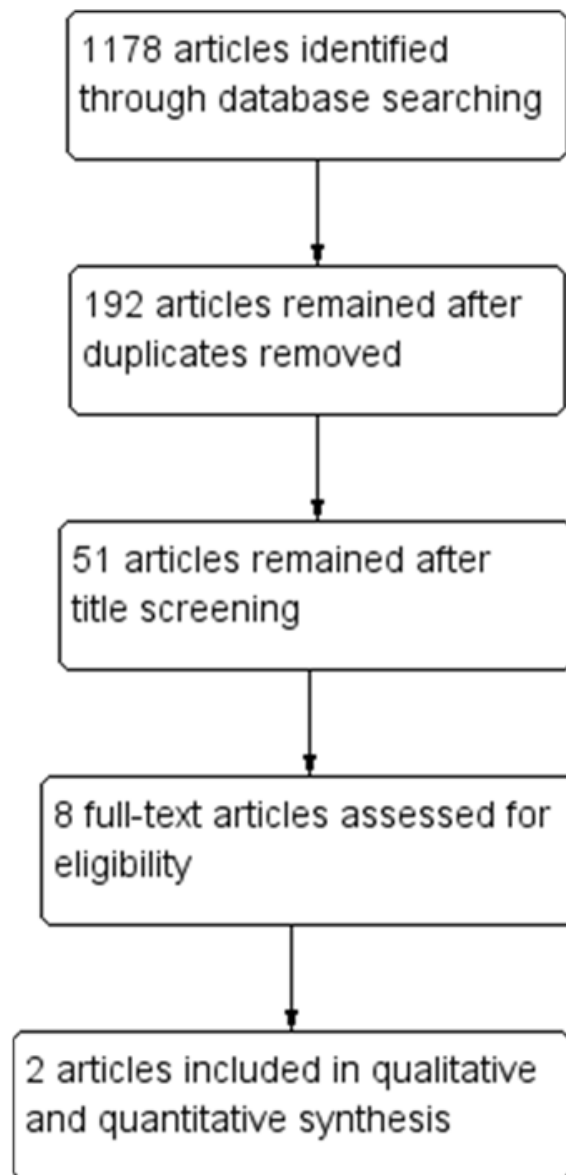 1178 articles identified
through database searching
192 articles remained after
duplicates removed
51 articles remained after
title screening
8 full-text articles assessed for
eligibility
2 articles included in qualitative
and quantitative synthesis